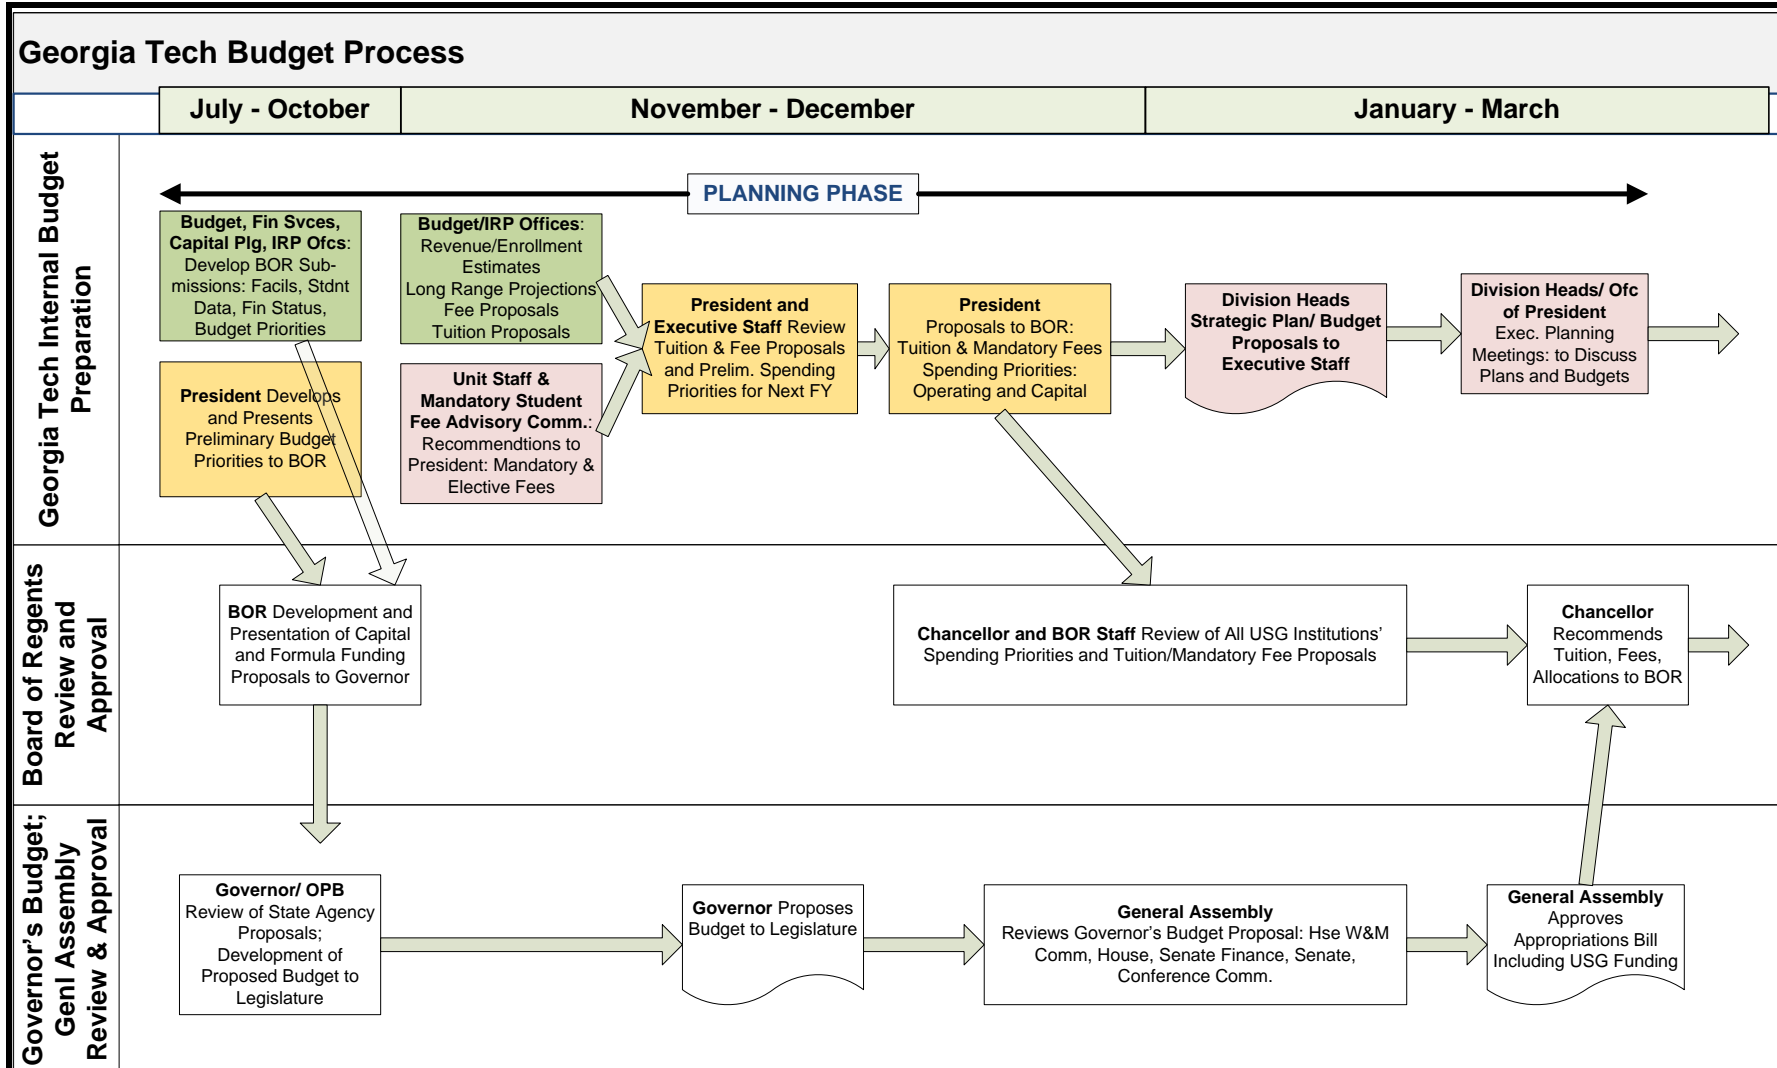 Georgia Tech Budget Process
July - October
November - December
January - March
Georgia Tech Internal Budget
Preparation
PLANNING PHASE
Budget, Fin Svces,
Capital Plg, IRP Ofcs:
Develop BOR Sub-
missions: Facils, Stdnt
Data, Fin Status,
Budget Priorities
President Develops
and Presents
Preliminary Budget
Priorities to BOR
Budget/IRP Offices:
Revenue/Enrollment
Estimates
Long Range Projections
Fee Proposals
Tuition Proposals
Unit Staff &
Mandatory Student
Fee Advisory Comm.:
Recommendtions to
President: Mandatory &
Elective Fees
President and
Executive Staff Review
Tuition & Fee Proposals
and Prelim. Spending
Priorities for Next FY
President
Proposals to BOR:
Tuition & Mandatory Fees
Spending Priorities:
Operating and Capital
Division Heads
Strategic Plan/ Budget
Proposals to
Executive Staff
Division Heads/ Ofc
of President
Exec. Planning
Meetings: to Discuss
Plans and Budgets
Board of Regents
Review and
Approval
BOR Development and
Presentation of Capital
and Formula Funding
Proposals to Governor
Chancellor and BOR Staff Review of All USG Institutions'
Spending Priorities and Tuition/Mandatory Fee Proposals
Chancellor
Recommends
Tuition, Fees,
Allocations to BOR
Governor's Budget;
Genl Assembly
Review & Approval
Governor/ OPB
Review of State Agency
Proposals;
Development of
Proposed Budget to
Legislature
Governor Proposes
Budget to Legislature
General Assembly
Reviews Governor's Budget Proposal: Hse W&M
Comm, House, Senate Finance, Senate,
Conference Comm.
General Assembly
Approves
Appropriations Bill
Including USG Funding